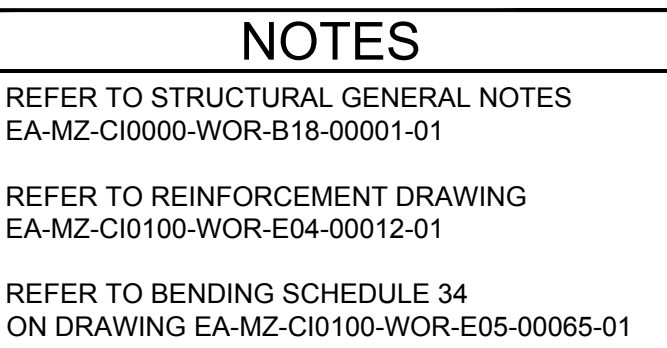 NOTES
REFER TO STRUCTURAL GENERAL NOTES
EA-MZ-CI0000-WOR-B18-00001-01
REFER TO REINFORCEMENT DRAWING
EA-MZ-CI0100-WOR-E04-00012-01
REFER TO BENDING SCHEDULE 34
ON DRAWING EA-MZ-CI0100-WOR-E05-00065-01